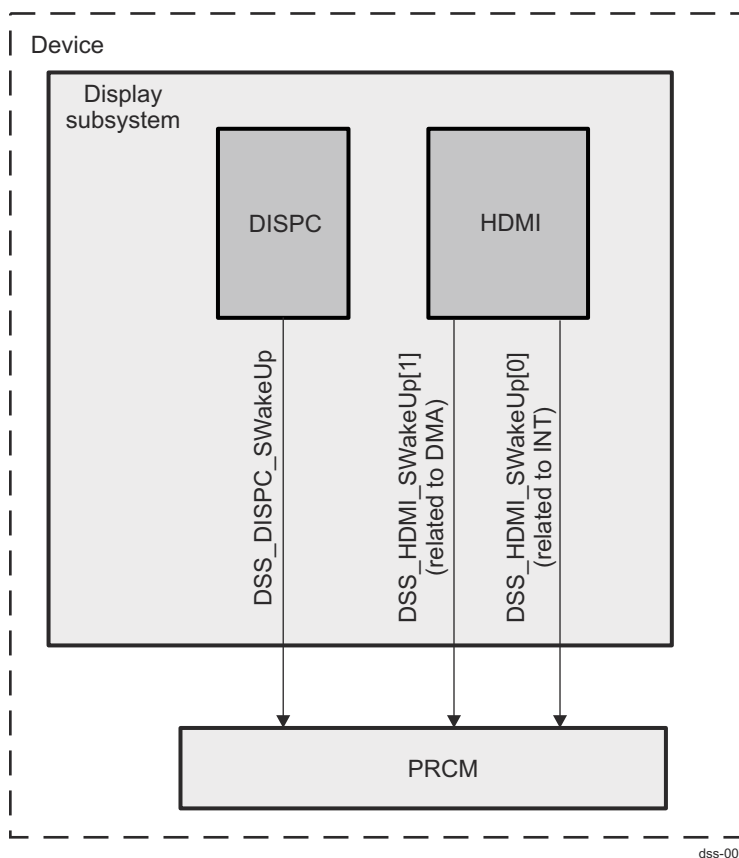 Device
Display
subsystem
DISPC
HDMI
DSS_DISPC_SWakeUp
DSS_HDMI_SWakeUp[1]
(related to DMA)
DSS_HDMI_SWakeUp[0]
(related to INT)
PRCM
dss-00